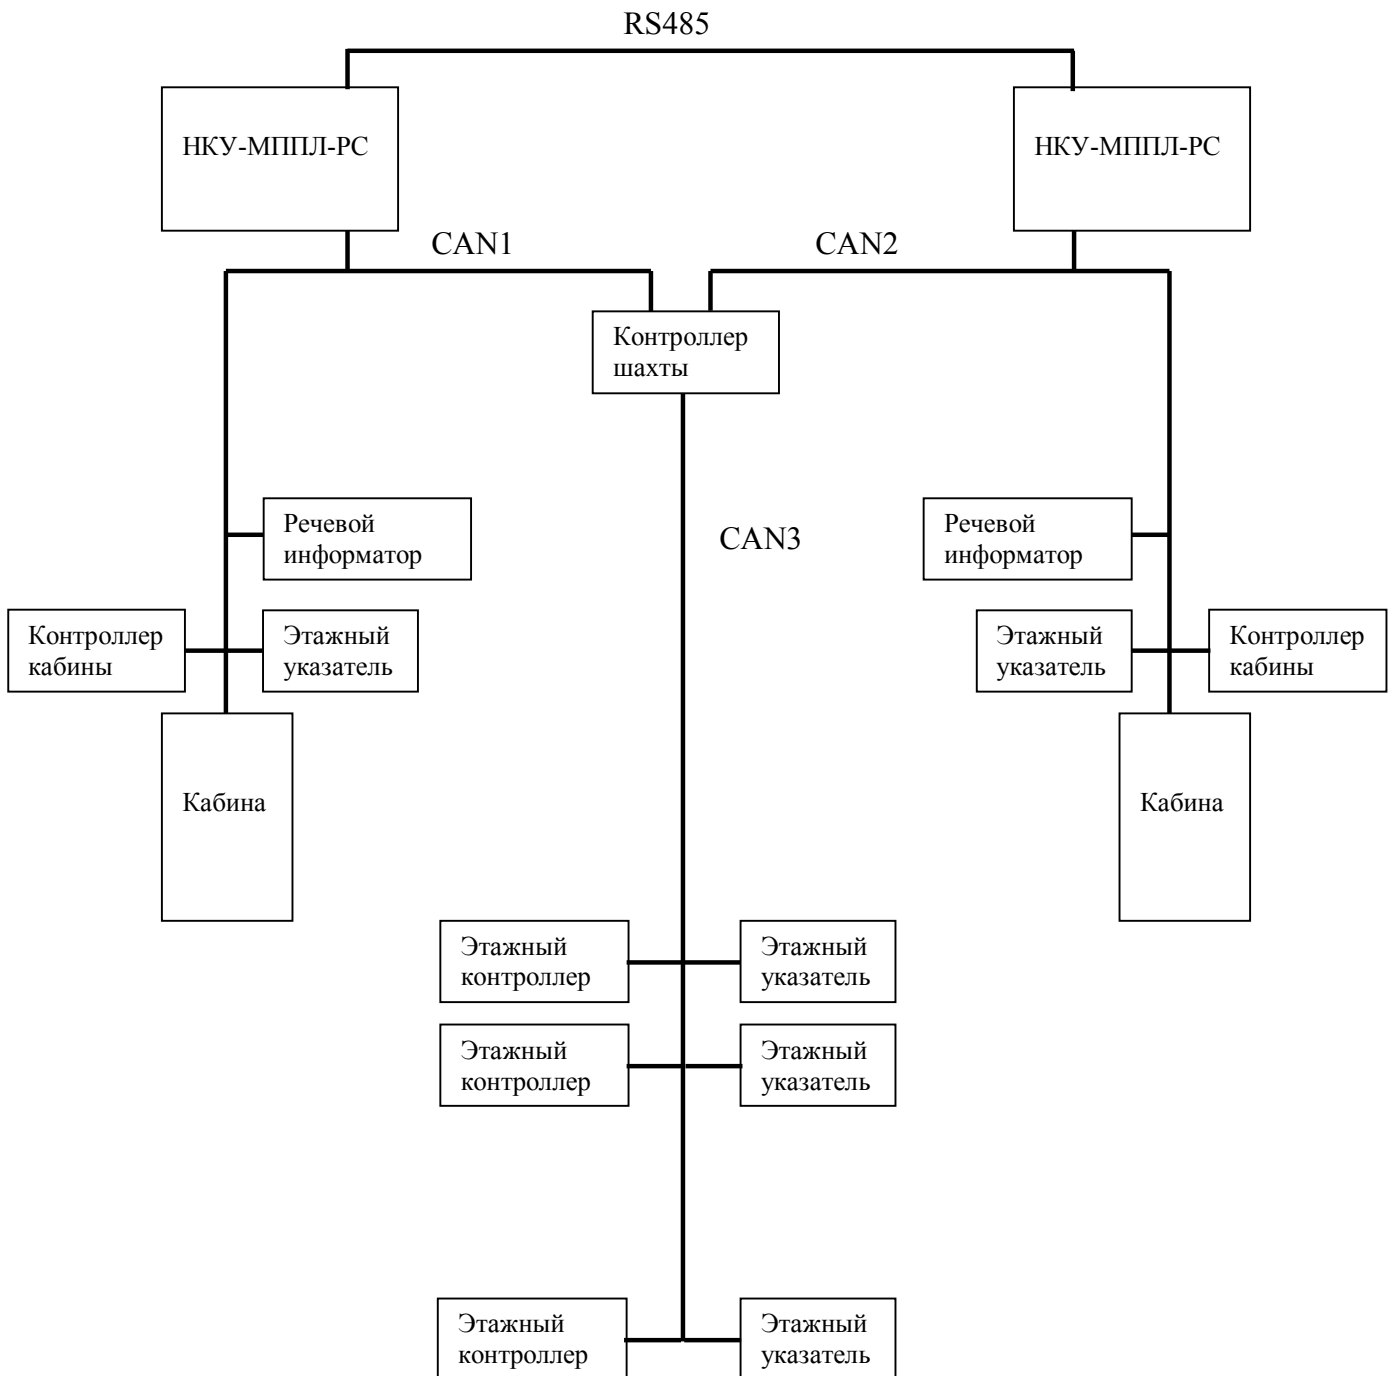 RS485
НКУ-МППЛ-РС
НКУ-МППЛ-РС
CAN1
CAN2
Контроллер
шахты
Речевой
информатор
CAN3
Речевой
информатор
Контроллер
кабины
Этажный
указатель
Этажный
указатель
Контроллер
кабины
Кабина
Кабина
Этажный
контроллер
Этажный
указатель
Этажный
контроллер
Этажный
указатель
Этажный
контроллер
Этажный
указатель